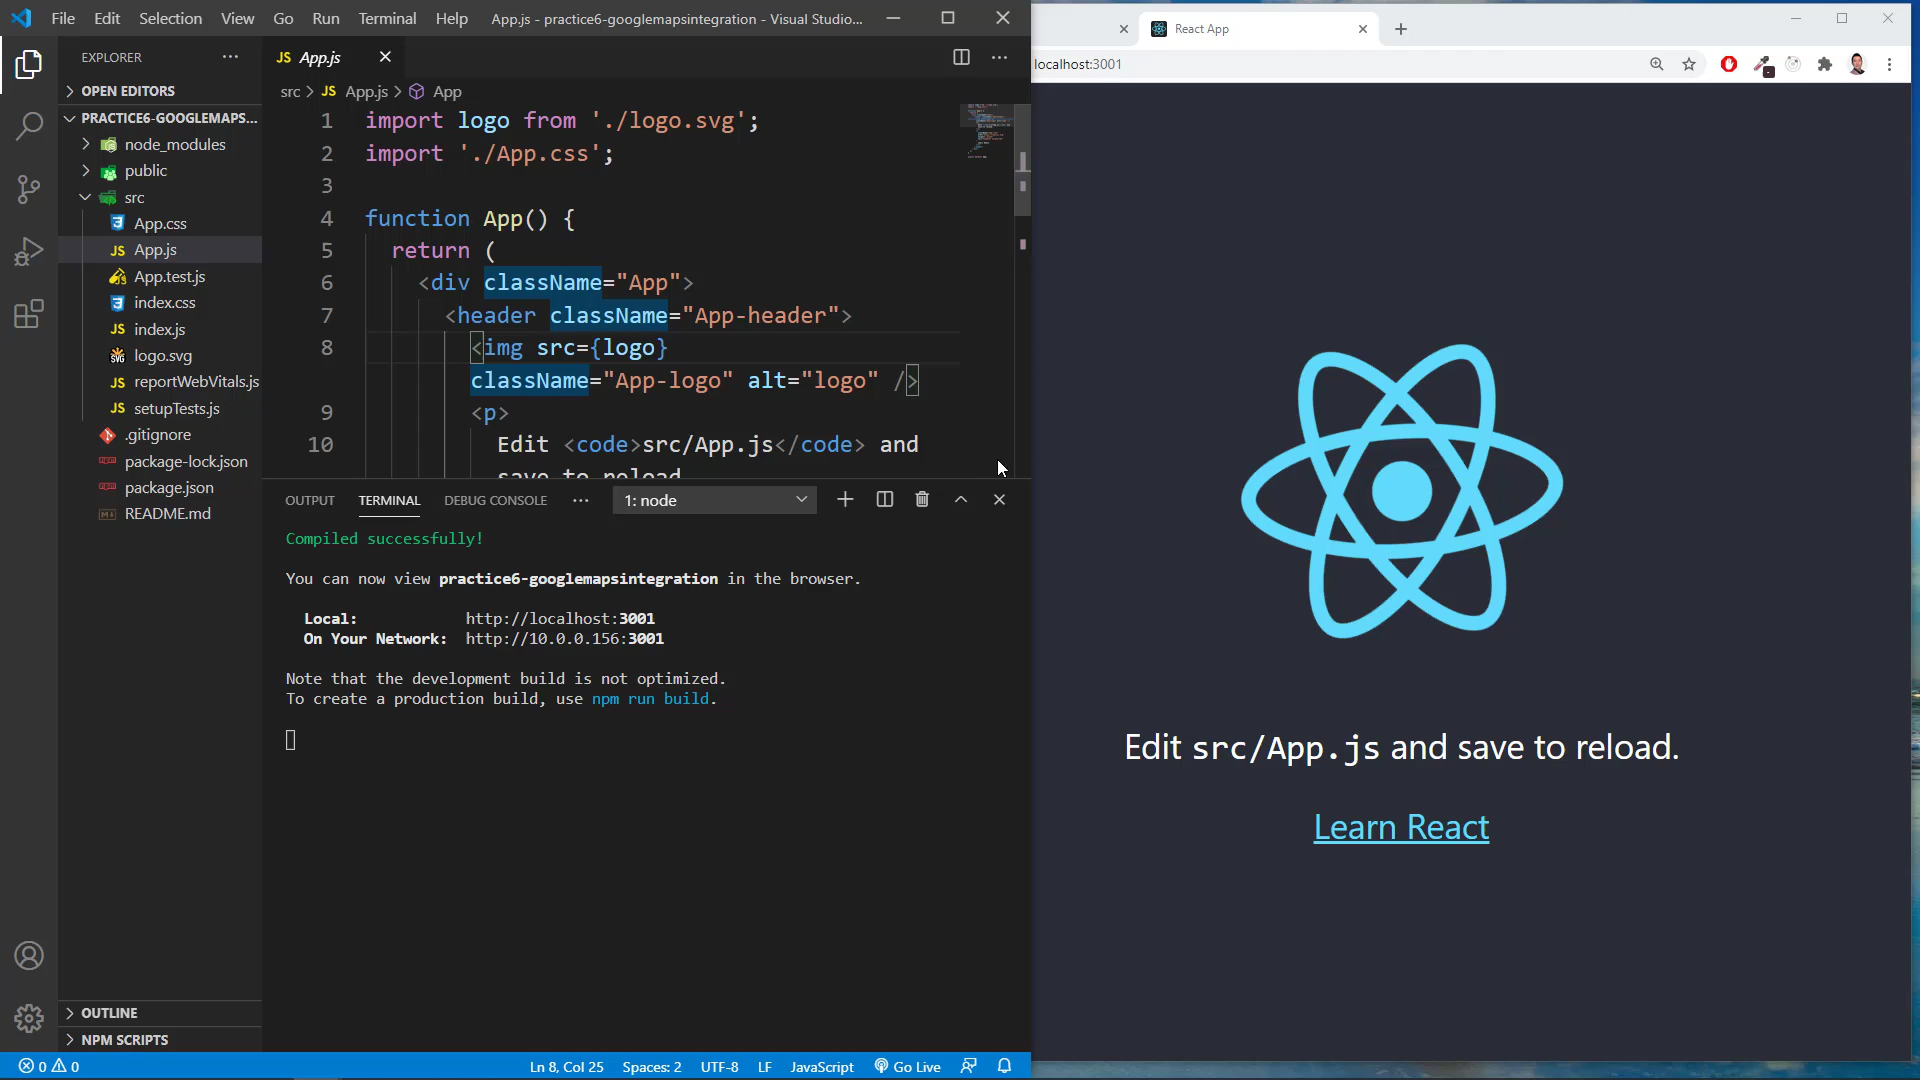 File Edit Selection View Go Run Terminal Help App.js - practice6-googlemapsintegration - Visual Studio...
EXPLORER
OPEN EDITORS
PRACTICE6-GOOGLEMAPS...
node_modules
public
src
App.css
JS App.js
App.test.js
index.css
JS index.js
SVG logo.svg
JS reportWebVitals.js
JS setupTests.js
.gitignore
package-lock.json
package.json
README.md
OUTLINE
NPM SCRIPTS
JS App.js
src > JS App.js > App
1 import logo from './logo.svg';
2 import './App.css';
3
4 function App() {
5 return (
6 <div className="App">
7 <header className="App-header">
8 <img src={logo}
className="App-logo" alt="logo" />
9 <p>
10 Edit <code>src/App.js</code> and
save to reload
OUTPUT TERMINAL DEBUG CONSOLE ... 1: node
Compiled successfully!
You can now view practice6-googlemapsintegration in the browser.
Local: http://localhost:3001
On Your Network: http://10.0.0.156:3001
Note that the development build is not optimized.
To create a production build, use npm run build.
0 0 Ln 8, Col 25 Spaces: 2 UTF-8 LF JavaScript Go Live
React App
localhost:3001
Edit src/App.js and save to reload.
Learn React